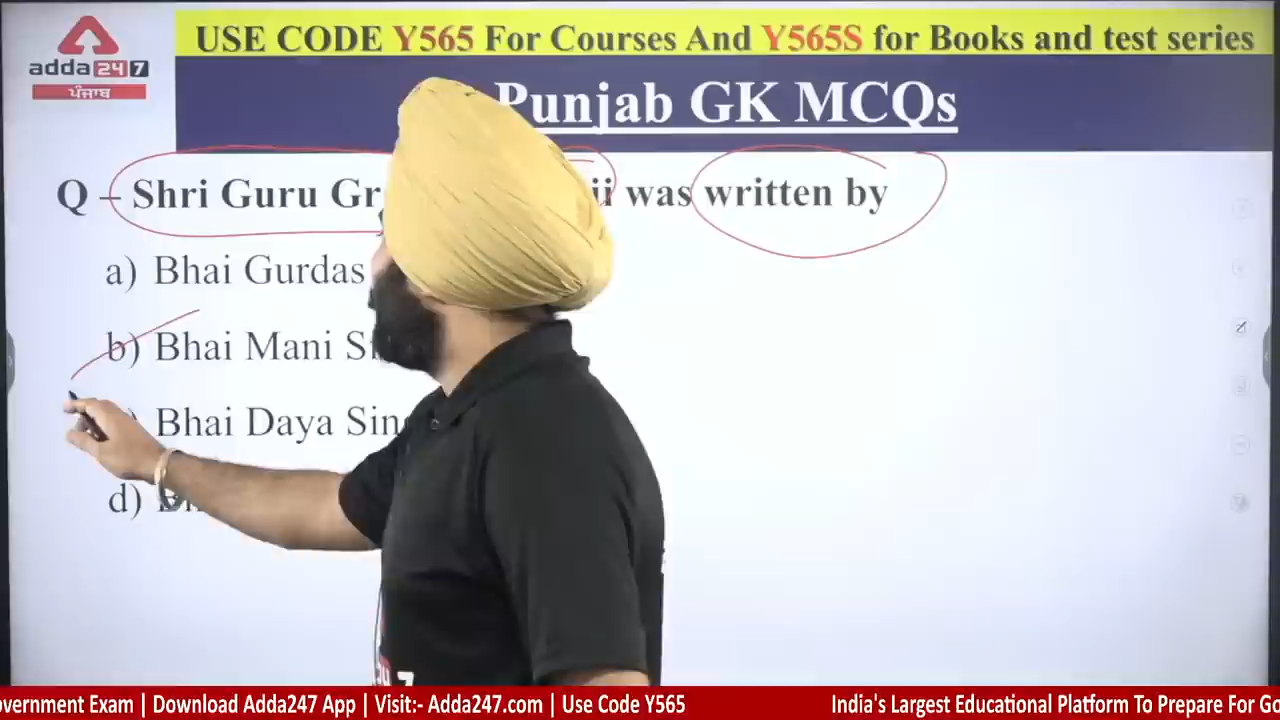 USE CODE Y565 For Courses And Y565S for Books and test series
adda247
ਪੰਜਾਬ
Punjab GK MCQs
Q – Shri Guru Gr ji was written by
a) Bhai Gurdas
b) Bhai Mani
Bhai Daya
d)
overnment Exam | Download Adda247 App | Visit:- Adda247.com | Use Code Y565
India's Largest Educational Platform To Prepare For Go